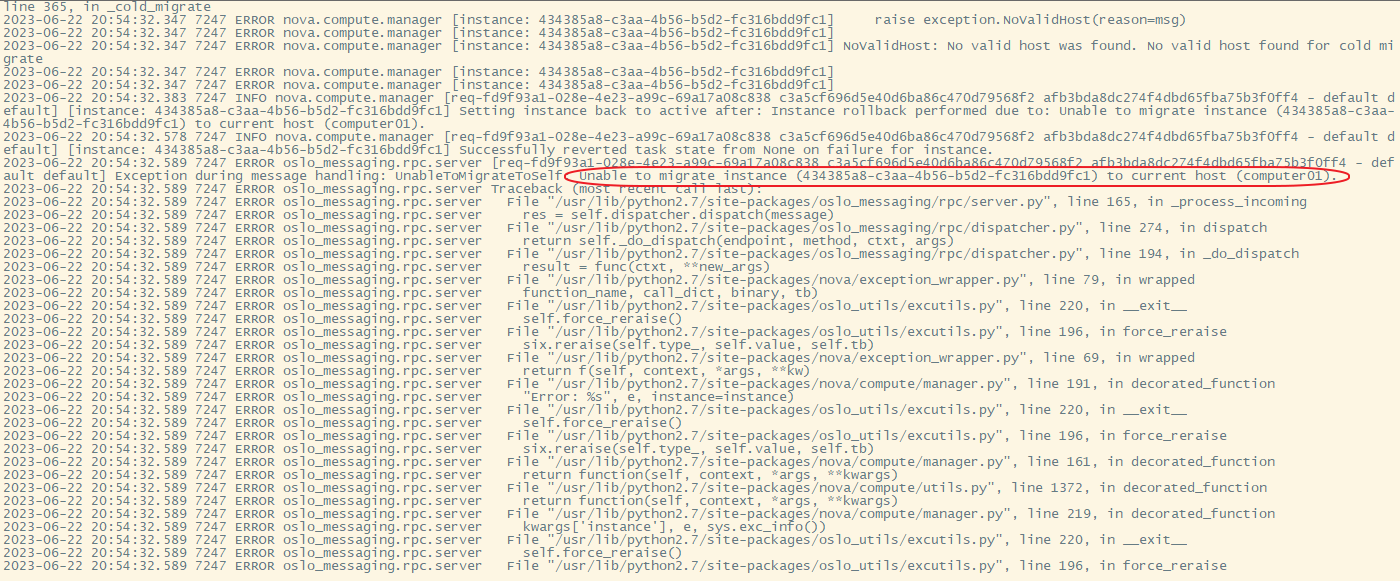 line 365, in _cold_migrate
2023-06-22 20:54:32.347 7247 ERROR nova.compute.manager [instance: 434385a8-c3aa-4b56-b5d2-fc316bdd9fc1]     raise exception.NoValidHost(reason=msg)
2023-06-22 20:54:32.347 7247 ERROR nova.compute.manager [instance: 434385a8-c3aa-4b56-b5d2-fc316bdd9fc1]
2023-06-22 20:54:32.347 7247 ERROR nova.compute.manager [instance: 434385a8-c3aa-4b56-b5d2-fc316bdd9fc1] NoValidHost: No valid host was found. No valid host found for cold mi
grate
2023-06-22 20:54:32.347 7247 ERROR nova.compute.manager [instance: 434385a8-c3aa-4b56-b5d2-fc316bdd9fc1]
2023-06-22 20:54:32.347 7247 ERROR nova.compute.manager [instance: 434385a8-c3aa-4b56-b5d2-fc316bdd9fc1]
2023-06-22 20:54:32.383 7247 INFO nova.compute.manager [req-fd9f93a1-028e-4e23-a99c-69a17a08c838 c3a5cf696d5e40d6ba86c470d79568f2 afb3bda8dc274f4dbd65fba75b3f0ff4 - default d
efault] [instance: 434385a8-c3aa-4b56-b5d2-fc316bdd9fc1] Setting instance back to active after: Instance rollback performed due to: Unable to migrate instance (434385a8-c3aa-
4b56-b5d2-fc316bdd9fc1) to current host (computer01).
2023-06-22 20:54:32.578 7247 INFO nova.compute.manager [req-fd9f93a1-028e-4e23-a99c-69a17a08c838 c3a5cf696d5e40d6ba86c470d79568f2 afb3bda8dc274f4dbd65fba75b3f0ff4 - default d
efault] [instance: 434385a8-c3aa-4b56-b5d2-fc316bdd9fc1] Successfully reverted task state from None on failure for instance.
2023-06-22 20:54:32.589 7247 ERROR oslo_messaging.rpc.server [req-fd9f93a1-028e-4e23-a99c-69a17a08c838 c3a5cf696d5e40d6ba86c470d79568f2 afb3bda8dc274f4dbd65fba75b3f0ff4 - def
ault default] Exception during message handling: UnableToMigrateToSelf: Unable to migrate instance (434385a8-c3aa-4b56-b5d2-fc316bdd9fc1) to current host (computer01).
2023-06-22 20:54:32.589 7247 ERROR oslo_messaging.rpc.server Traceback (most recent call last):
2023-06-22 20:54:32.589 7247 ERROR oslo_messaging.rpc.server   File "/usr/lib/python2.7/site-packages/oslo_messaging/rpc/server.py", line 165, in _process_incoming
2023-06-22 20:54:32.589 7247 ERROR oslo_messaging.rpc.server     res = self.dispatcher.dispatch(message)
2023-06-22 20:54:32.589 7247 ERROR oslo_messaging.rpc.server   File "/usr/lib/python2.7/site-packages/oslo_messaging/rpc/dispatcher.py", line 274, in dispatch
2023-06-22 20:54:32.589 7247 ERROR oslo_messaging.rpc.server     return self._do_dispatch(endpoint, method, ctxt, args)
2023-06-22 20:54:32.589 7247 ERROR oslo_messaging.rpc.server   File "/usr/lib/python2.7/site-packages/oslo_messaging/rpc/dispatcher.py", line 194, in _do_dispatch
2023-06-22 20:54:32.589 7247 ERROR oslo_messaging.rpc.server     result = func(ctxt, **new_args)
2023-06-22 20:54:32.589 7247 ERROR oslo_messaging.rpc.server   File "/usr/lib/python2.7/site-packages/nova/exception_wrapper.py", line 79, in wrapped
2023-06-22 20:54:32.589 7247 ERROR oslo_messaging.rpc.server     function_name, call_dict, binary, tb)
2023-06-22 20:54:32.589 7247 ERROR oslo_messaging.rpc.server   File "/usr/lib/python2.7/site-packages/oslo_utils/excutils.py", line 220, in __exit__
2023-06-22 20:54:32.589 7247 ERROR oslo_messaging.rpc.server     self.force_reraise()
2023-06-22 20:54:32.589 7247 ERROR oslo_messaging.rpc.server   File "/usr/lib/python2.7/site-packages/oslo_utils/excutils.py", line 196, in force_reraise
2023-06-22 20:54:32.589 7247 ERROR oslo_messaging.rpc.server     six.reraise(self.type_, self.value, self.tb)
2023-06-22 20:54:32.589 7247 ERROR oslo_messaging.rpc.server   File "/usr/lib/python2.7/site-packages/nova/exception_wrapper.py", line 69, in wrapped
2023-06-22 20:54:32.589 7247 ERROR oslo_messaging.rpc.server     return f(self, context, *args, **kw)
2023-06-22 20:54:32.589 7247 ERROR oslo_messaging.rpc.server   File "/usr/lib/python2.7/site-packages/nova/compute/manager.py", line 191, in decorated_function
2023-06-22 20:54:32.589 7247 ERROR oslo_messaging.rpc.server     "Error: %s", e, instance=instance)
2023-06-22 20:54:32.589 7247 ERROR oslo_messaging.rpc.server   File "/usr/lib/python2.7/site-packages/oslo_utils/excutils.py", line 220, in __exit__
2023-06-22 20:54:32.589 7247 ERROR oslo_messaging.rpc.server     self.force_reraise()
2023-06-22 20:54:32.589 7247 ERROR oslo_messaging.rpc.server   File "/usr/lib/python2.7/site-packages/oslo_utils/excutils.py", line 196, in force_reraise
2023-06-22 20:54:32.589 7247 ERROR oslo_messaging.rpc.server     six.reraise(self.type_, self.value, self.tb)
2023-06-22 20:54:32.589 7247 ERROR oslo_messaging.rpc.server   File "/usr/lib/python2.7/site-packages/nova/compute/manager.py", line 161, in decorated_function
2023-06-22 20:54:32.589 7247 ERROR oslo_messaging.rpc.server     return function(self, context, *args, **kwargs)
2023-06-22 20:54:32.589 7247 ERROR oslo_messaging.rpc.server   File "/usr/lib/python2.7/site-packages/nova/compute/utils.py", line 1372, in decorated_function
2023-06-22 20:54:32.589 7247 ERROR oslo_messaging.rpc.server     return function(self, context, *args, **kwargs)
2023-06-22 20:54:32.589 7247 ERROR oslo_messaging.rpc.server   File "/usr/lib/python2.7/site-packages/nova/compute/manager.py", line 219, in decorated_function
2023-06-22 20:54:32.589 7247 ERROR oslo_messaging.rpc.server     kwargs['instance'], e, sys.exc_info())
2023-06-22 20:54:32.589 7247 ERROR oslo_messaging.rpc.server   File "/usr/lib/python2.7/site-packages/oslo_utils/excutils.py", line 220, in __exit__
2023-06-22 20:54:32.589 7247 ERROR oslo_messaging.rpc.server     self.force_reraise()
2023-06-22 20:54:32.589 7247 ERROR oslo_messaging.rpc.server   File "/usr/lib/python2.7/site-packages/oslo_utils/excutils.py", line 196, in force_reraise